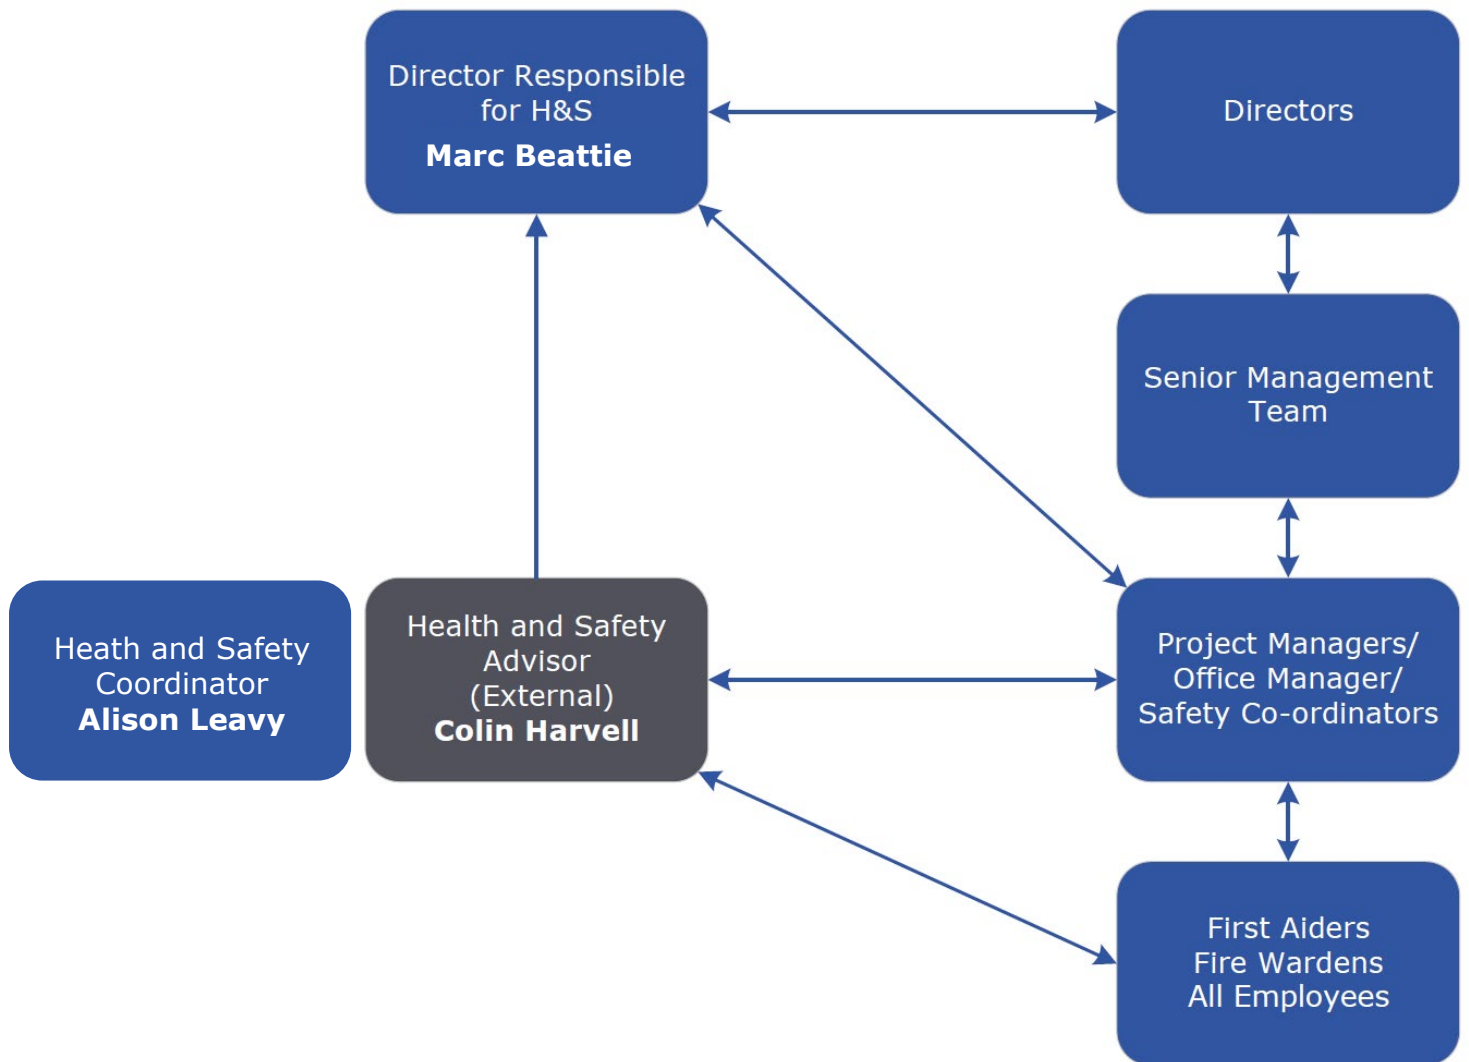 Director Responsible
for H&S
Marc Beattie
Directors
Senior Management
Team
Heath and Safety
Coordinator
Alison Leavy
Health and Safety
Advisor
(External)
Colin Harvell
Project Managers/
Office Manager/
Safety Co-ordinators
First Aiders
Fire Wardens
All Employees